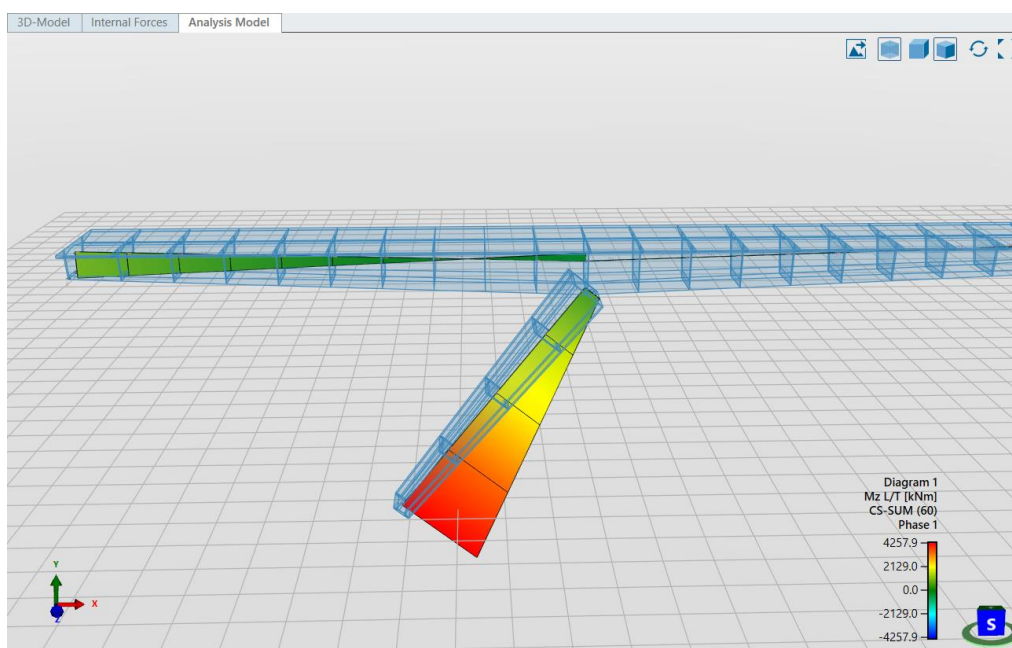 3D-Model Internal Forces Analysis Model
Diagram 1
Mz L/T [kNm]
CS-SUM (60)
Phase 1
4257.9
2129.0
0.0
-2129.0
-4257.9
Y
X
Z
S